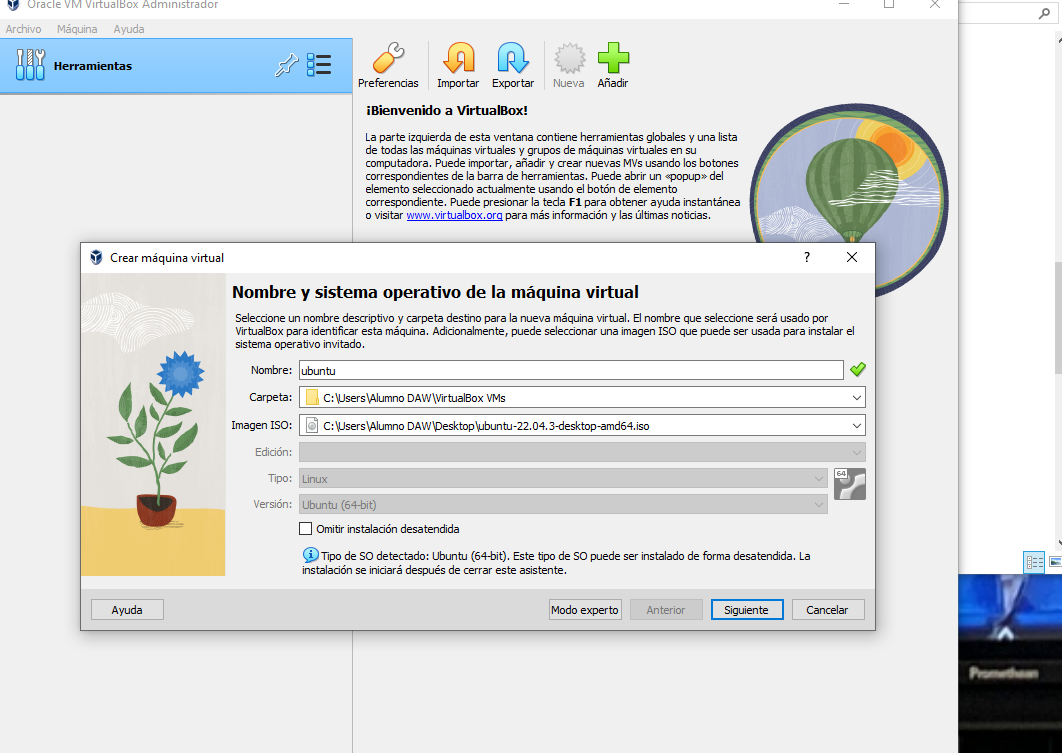 Oracle VM VirtualBox Administrador
Archivo Máquina Ayuda
Herramientas
Preferencias Importar Exportar Nueva Añadir
¡Bienvenido a VirtualBox!
La parte izquierda de esta ventana contiene herramientas globales y una lista
de todas las máquinas virtuales y grupos de máquinas virtuales en su
computadora. Puede importar, añadir y crear nuevas MVs usando los botones
correspondientes de la barra de herramientas. Puede abrir un «popup» del
elemento seleccionado actualmente usando el botón de elemento
correspondiente. Puede presionar la tecla F1 para obtener ayuda instantánea
o visitar www.virtualbox.org para más información y las últimas noticias.
Crear máquina virtual
?
Nombre y sistema operativo de la máquina virtual
Seleccione un nombre descriptivo y carpeta destino para la nueva máquina virtual. El nombre que seleccione será usado por
VirtualBox para identificar esta máquina. Adicionalmente, puede seleccionar una imagen ISO que puede ser usada para instalar el
sistema operativo invitado.
Nombre: ubuntu
Carpeta: C:\Users\Alumno DAW\VirtualBox VMs
Imagen ISO: C:\Users\Alumno DAW\Desktop\ubuntu-22.04.3-desktop-amd64.iso
Edición:
Tipo: Linux
64
Versión: Ubuntu (64-bit)
Omitir instalación desatendida
Tipo de SO detectado: Ubuntu (64-bit). Este tipo de SO puede ser instalado de forma desatendida. La
instalación se iniciará después de cerrar este asistente.
Ayuda Modo experto Anterior Siguiente Cancelar
Promethean